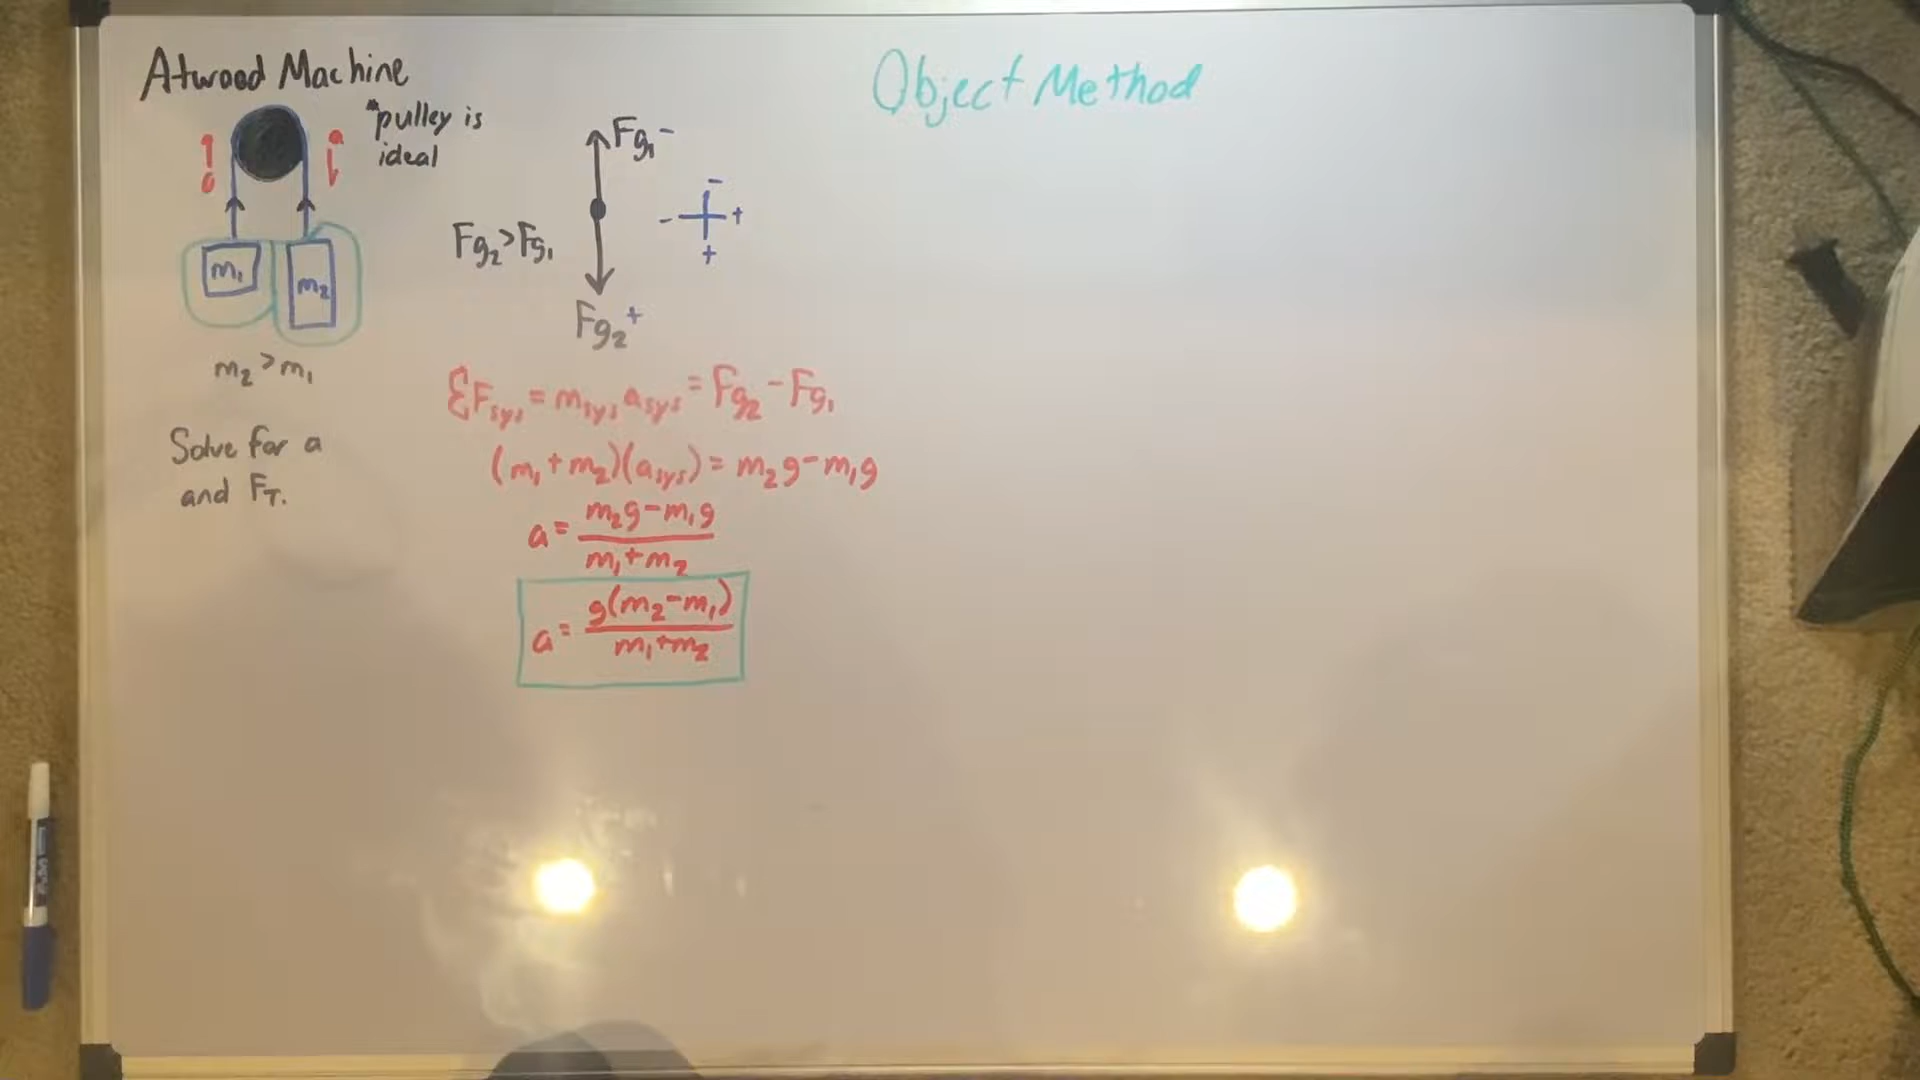 Atwood Machine
*pulley is
ideal
a
a
m₁
m₂
m₂ > m₁
Solve for a
and F_T.
Fg₁ -
Fg₂ > Fg₁
Fg₂ +
-
- +
+
ΣF_sys = m_sys a_sys = Fg₂ - Fg₁
(m₁ + m₂)(a_sys) = m₂g - m₁g
a = m₂g - m₁g / m₁ + m₂
a = g(m₂ - m₁) / m₁ + m₂
Object Method